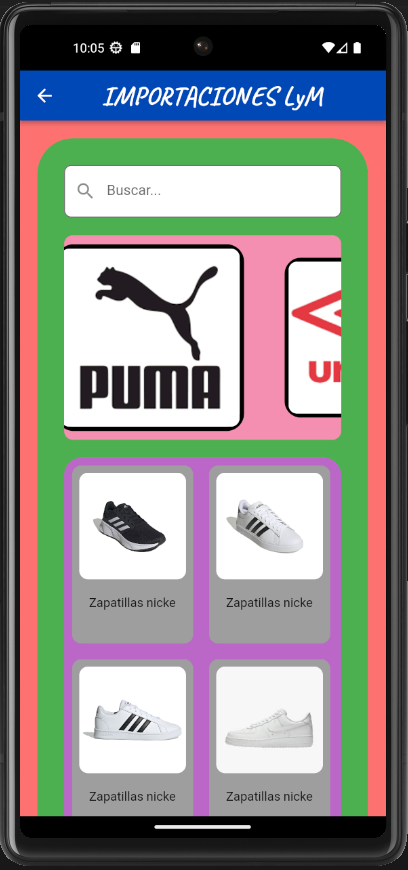 10:05
IMPORTACIONES LyM
Buscar...
PUMA
Zapatillas nicke
Zapatillas nicke
Zapatillas nicke
Zapatillas nicke